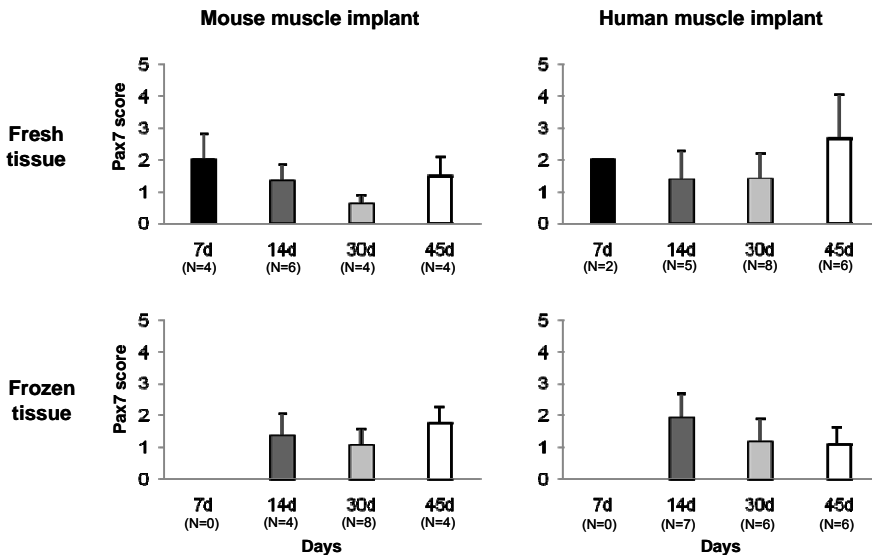 Mouse muscle implant
Human muscle implant
Fresh
tissue
Pax7 score
5
4
3
2
1
0
7d
14d
30d
45d
(N=4)
(N=6)
(N=4)
(N=4)
5
4
3
2
1
0
7d
14d
30d
45d
(N=2)
(N=5)
(N=8)
(N=6)
Frozen
tissue
Pax7 score
5
4
3
2
1
0
7d
14d
30d
45d
(N=0)
(N=4)
(N=8)
(N=4)
Days
5
4
3
2
1
0
7d
14d
30d
45d
(N=0)
(N=7)
(N=6)
(N=6)
Days